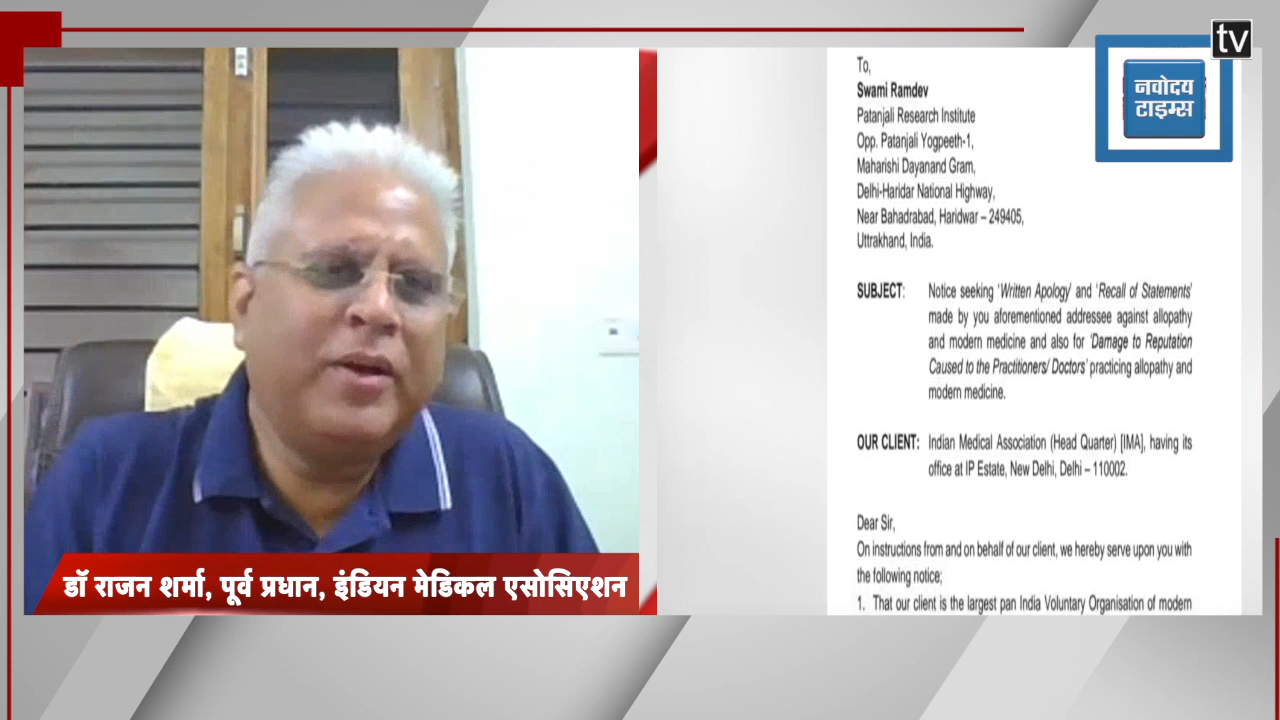 tv
नवोदय
टाइम्स
To,
Swami Ramdev
Patanjali Research Institute
Opp. Patanjali Yogpeeth-1,
Maharishi Dayanand Gram,
Delhi-Haridar National Highway,
Near Bahadrabad, Haridwar – 249405,
Uttrakhand, India.
SUBJECT: Notice seeking 'Written Apology' and 'Recall of Statements'
made by you aforementioned addressee against allopathy
and modern medicine and also for 'Damage to Reputation
Caused to the Practitioners/ Doctors' practicing allopathy and
modern medicine.
OUR CLIENT: Indian Medical Association (Head Quarter) [IMA], having its
office at IP Estate, New Delhi, Delhi – 110002.
Dear Sir,
On instructions from and on behalf of our client, we hereby serve upon you with
the following notice;
1. That our client is the largest pan India Voluntary Organisation of modern
डॉ राजन शर्मा, पूर्व प्रधान, इंडियन मेडिकल एसोसिएशन